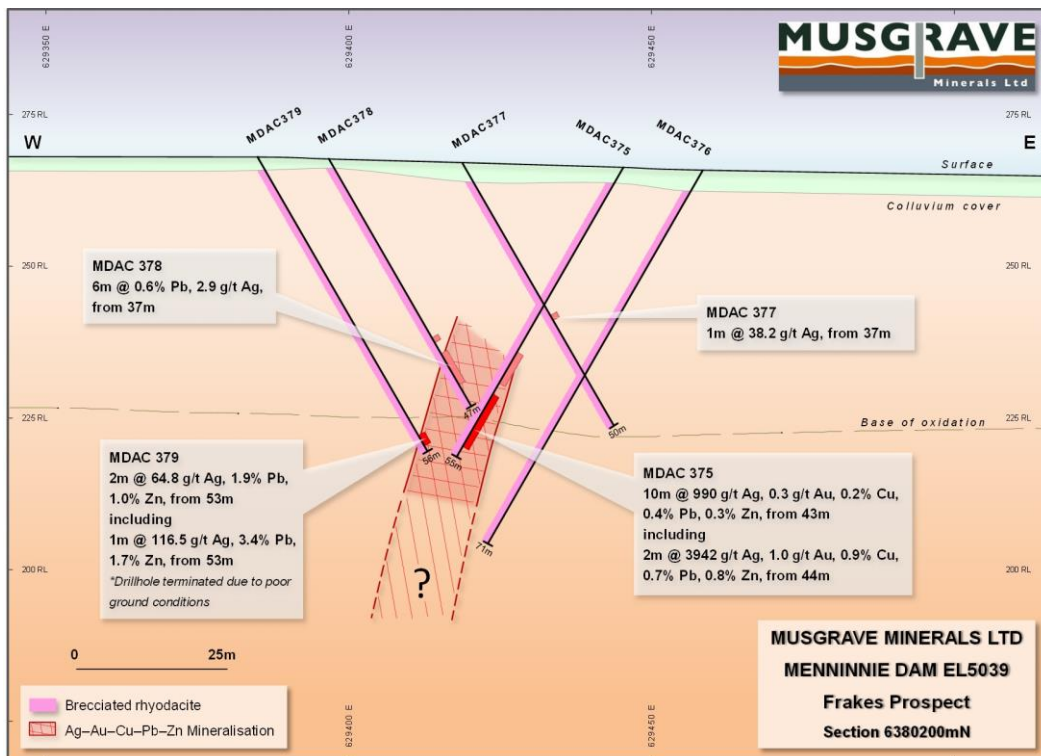 629350 E
629400 E
629450 E
MUSGRAVE
Minerals Ltd
275 RL
275 RL
W
E
MDAC379
MDAC378
MDAC377
MDAC375
MDAC376
Surface
Colluvium cover
250 RL
250 RL
MDAC 378
6m @ 0.6% Pb, 2.9 g/t Ag,
from 37m
MDAC 377
1m @ 38.2 g/t Ag, from 37m
225 RL
225 RL
Base of oxidation
47m
50m
56m
55m
71m
MDAC 379
2m @ 64.8 g/t Ag, 1.9% Pb,
1.0% Zn, from 53m
including
1m @ 116.5 g/t Ag, 3.4% Pb,
1.7% Zn, from 53m
*Drillhole terminated due to poor
ground conditions
MDAC 375
10m @ 990 g/t Ag, 0.3 g/t Au, 0.2% Cu,
0.4% Pb, 0.3% Zn, from 43m
including
2m @ 3942 g/t Ag, 1.0 g/t Au, 0.9% Cu,
0.7% Pb, 0.8% Zn, from 44m
200 RL
200 RL
?
0 25m
Brecciated rhyodacite
Ag–Au–Cu–Pb–Zn Mineralisation
629400 E
629450 E
MUSGRAVE MINERALS LTD
MENNINNIE DAM EL5039
Frakes Prospect
Section 6380200mN